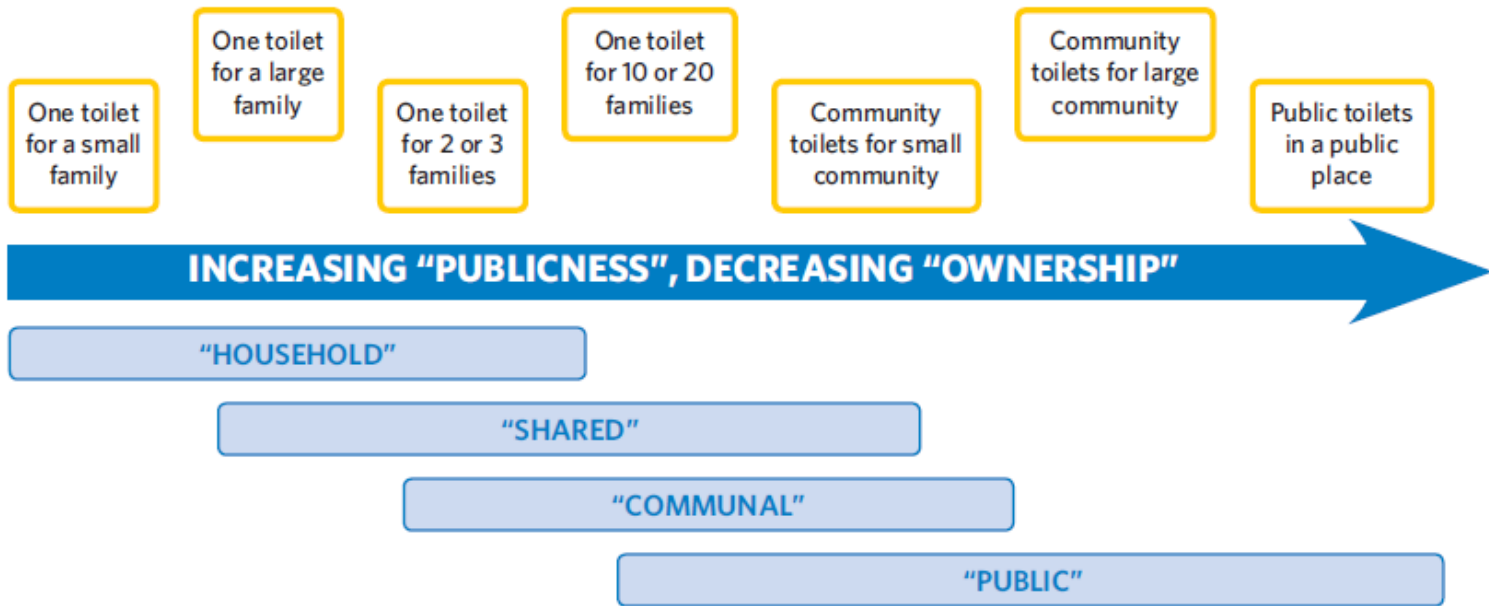 One toilet
for a small
family
One toilet
for a large
family
One toilet
for 2 or 3
families
One toilet
for 10 or 20
families
Community
toilets for small
community
Community
toilets for large
community
Public toilets
in a public
place
INCREASING “PUBLICNESS”, DECREASING “OWNERSHIP”
“HOUSEHOLD”
“SHARED”
“COMMUNAL”
“PUBLIC”